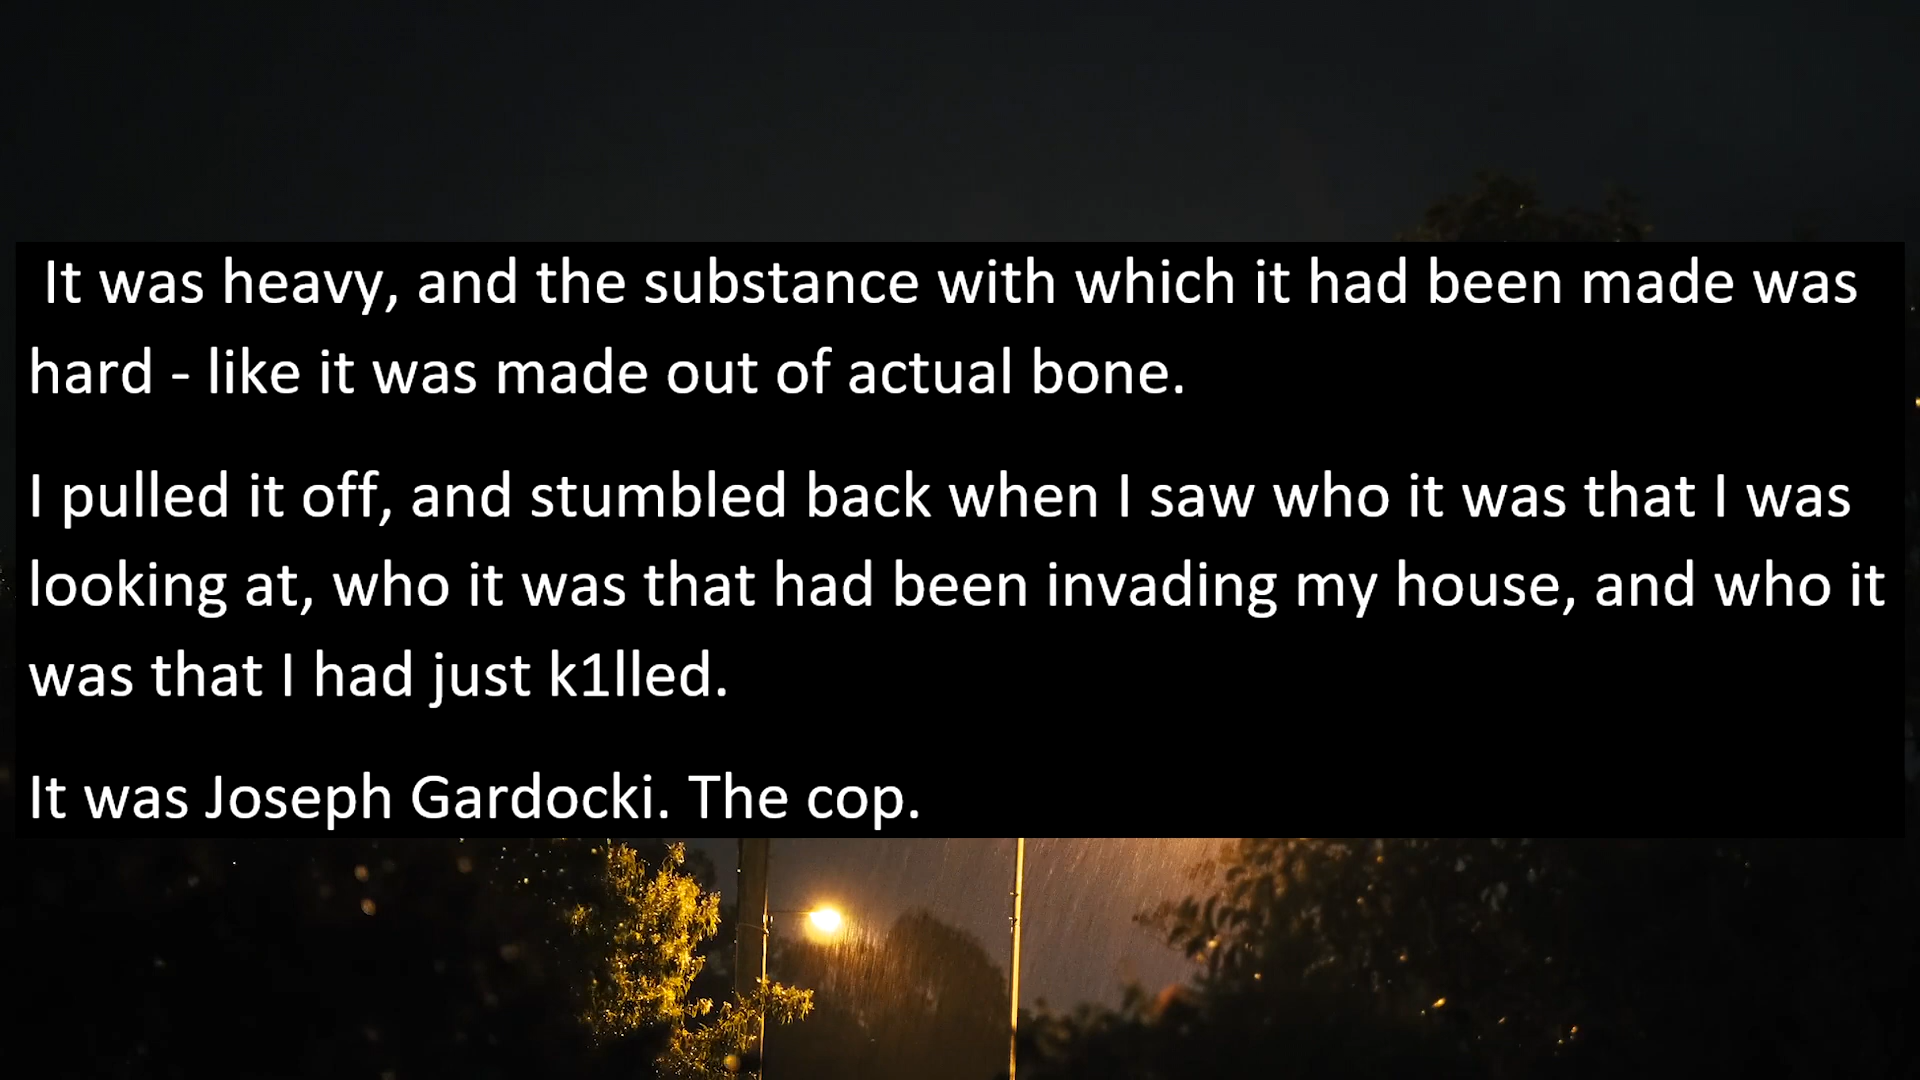 It was heavy, and the substance with which it had been made was
hard - like it was made out of actual bone.
I pulled it off, and stumbled back when I saw who it was that I was
looking at, who it was that had been invading my house, and who it
was that I had just k1lled.
It was Joseph Gardocki. The cop.